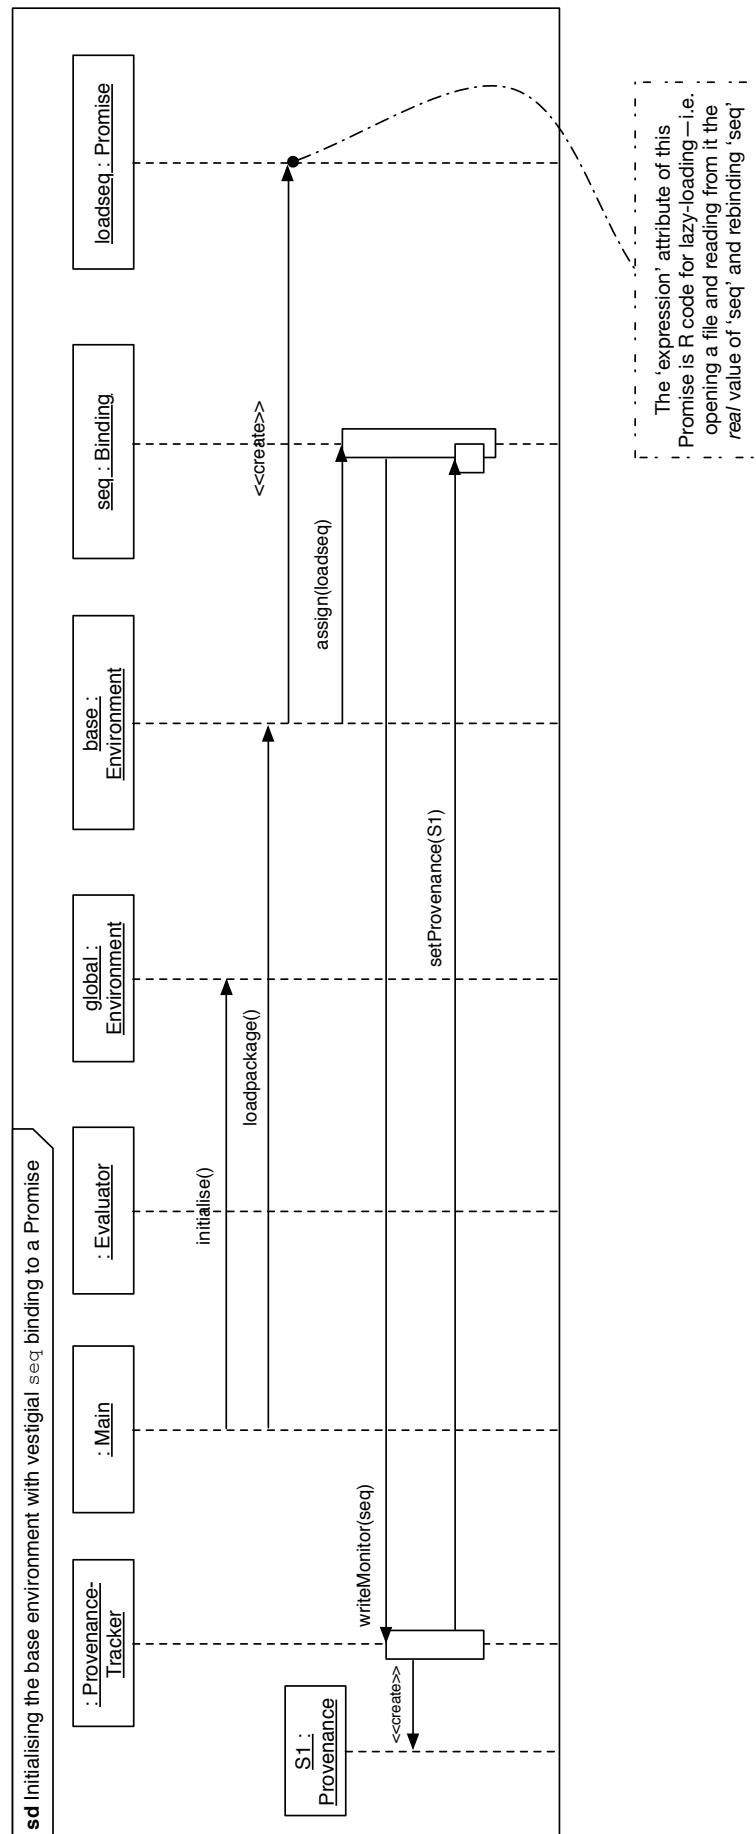 sd Initialising the base environment with vestigial seq binding to a Promise
S1 :
Provenance
: Provenance-
Tracker
: Main
: Evaluator
global :
Environment
base :
Environment
seq : Binding
loadseq : Promise
initialise()
loadpackage()
<<create>>
assign(loadseq)
writeMonitor(seq)
<<create>>
setProvenance(S1)
The ‘expression’ attribute of this
Promise is R code for lazy-loading—i.e.
opening a file and reading from it the
real value of ‘seq’ and rebinding ‘seq’